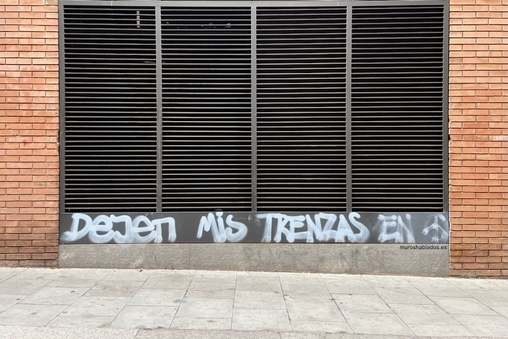 DEJEN MIS TRENZAS EN
muroshablados.es